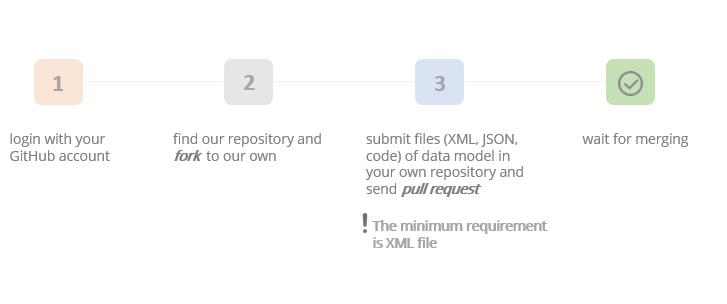 1
2
3
login with your
GitHub account
find our repository and
fork to our own
submit files (XML, JSON,
code) of data model in
your own repository and
send pull request
! The minimum requirement
is XML file
wait for merging